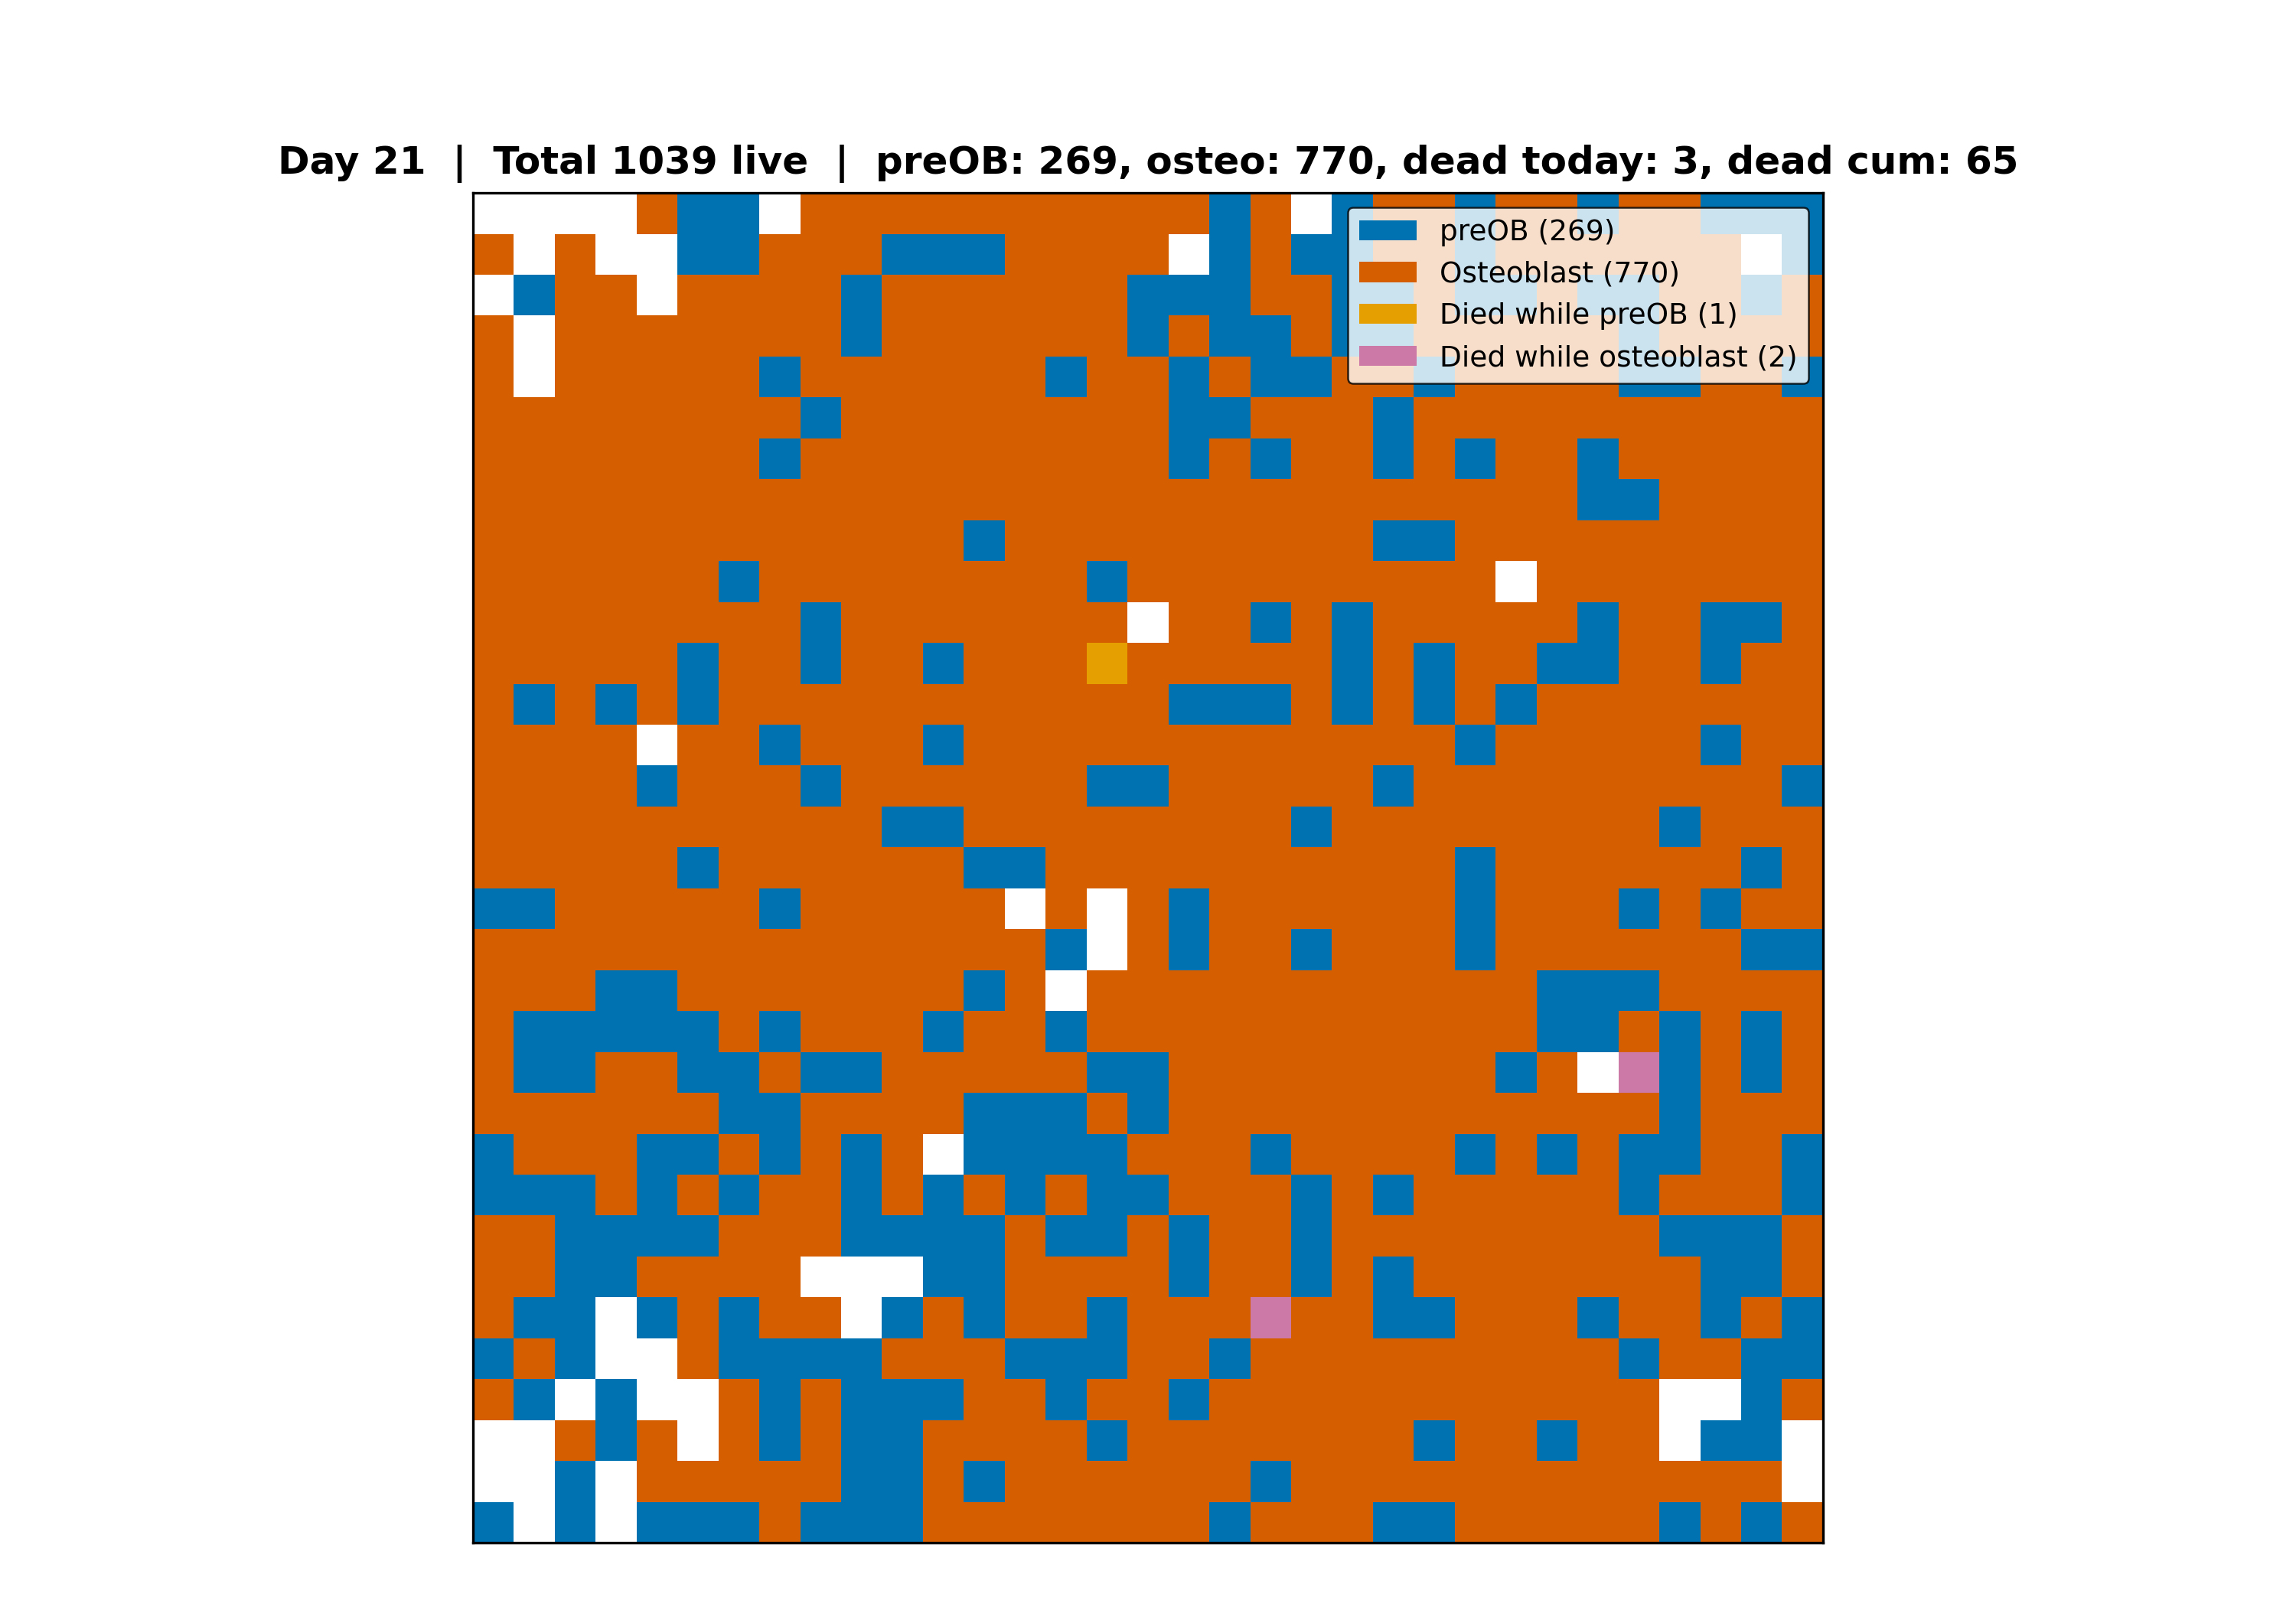 Day 21 | Total 1039 live | preOB: 269, osteo: 770, dead today: 3, dead cum: 65
preOB (269)
Osteoblast (770)
Died while preOB (1)
Died while osteoblast (2)